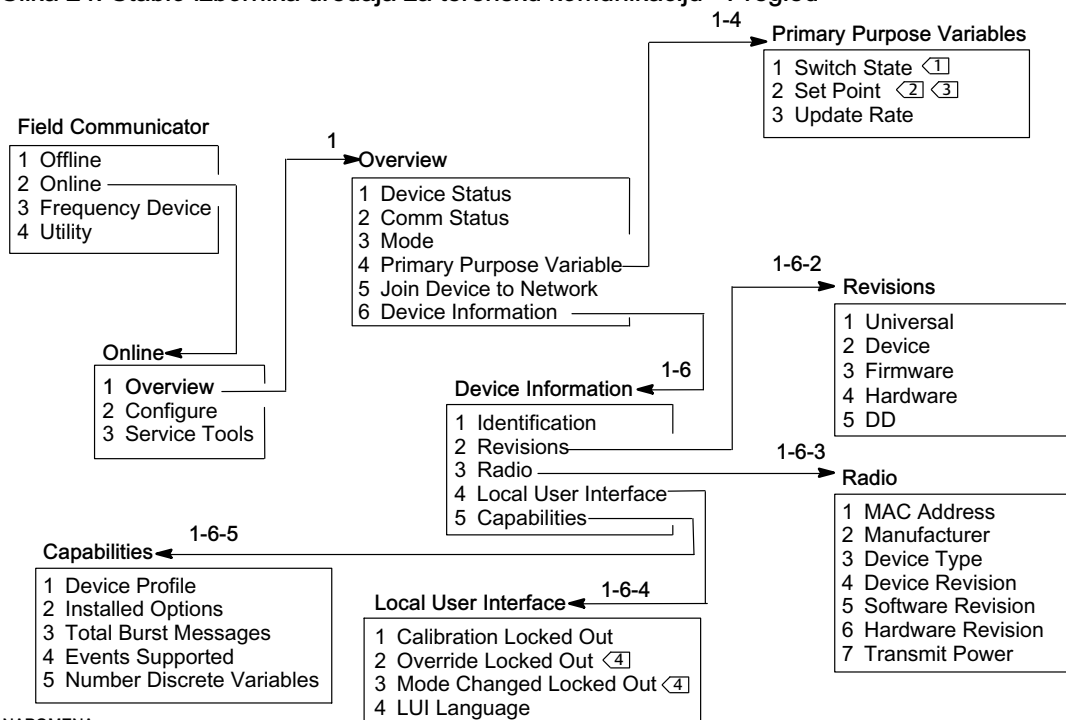 1-4
Primary Purpose Variables
1 Switch State 1
2 Set Point 2 3
3 Update Rate
Field Communicator
1 Offline
2 Online
3 Frequency Device
4 Utility
1
Overview
1 Device Status
2 Comm Status
3 Mode
4 Primary Purpose Variable
5 Join Device to Network
6 Device Information
1-6-2
Revisions
1 Universal
2 Device
3 Firmware
4 Hardware
5 DD
Online
1 Overview
2 Configure
3 Service Tools
1-6
Device Information
1 Identification
2 Revisions
3 Radio
4 Local User Interface
5 Capabilities
1-6-3
Radio
1 MAC Address
2 Manufacturer
3 Device Type
4 Device Revision
5 Software Revision
6 Hardware Revision
7 Transmit Power
1-6-5
Capabilities
1 Device Profile
2 Installed Options
3 Total Burst Messages
4 Events Supported
5 Number Discrete Variables
1-6-4
Local User Interface
1 Calibration Locked Out
2 Override Locked Out 4
3 Mode Changed Locked Out 4
4 LUI Language